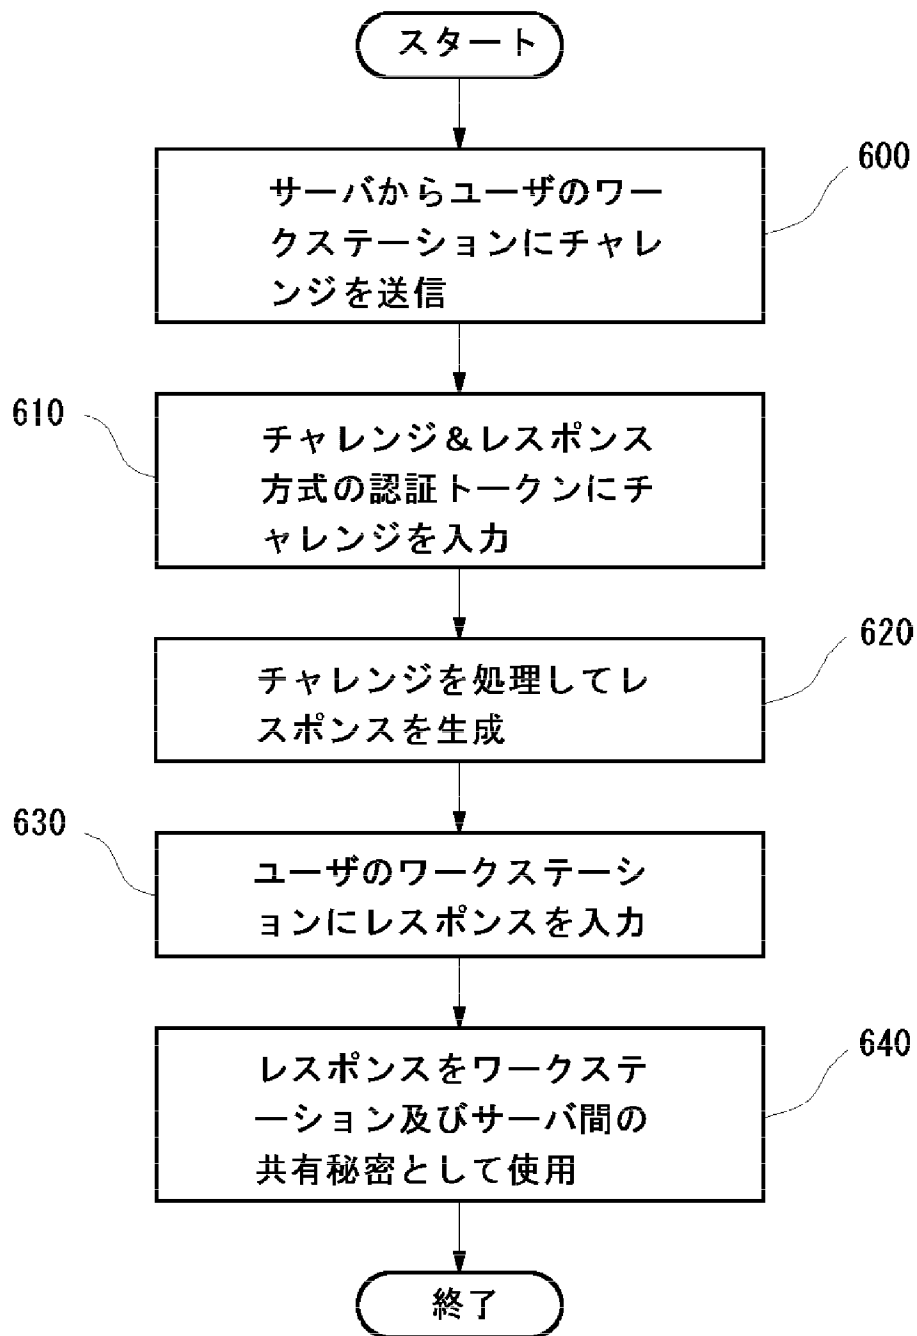 スタート
600
サーバからユーザのワー
クステーションにチャレ
ンジを送信
610
チャレンジ&レスポンス
方式の認証トークンにチ
ャレンジを入力
620
チャレンジを処理してレ
スポンスを生成
630
ユーザのワークステーシ
ョンにレスポンスを入力
640
レスポンスをワークステ
ーション及びサーバ間の
共有秘密として使用
終了